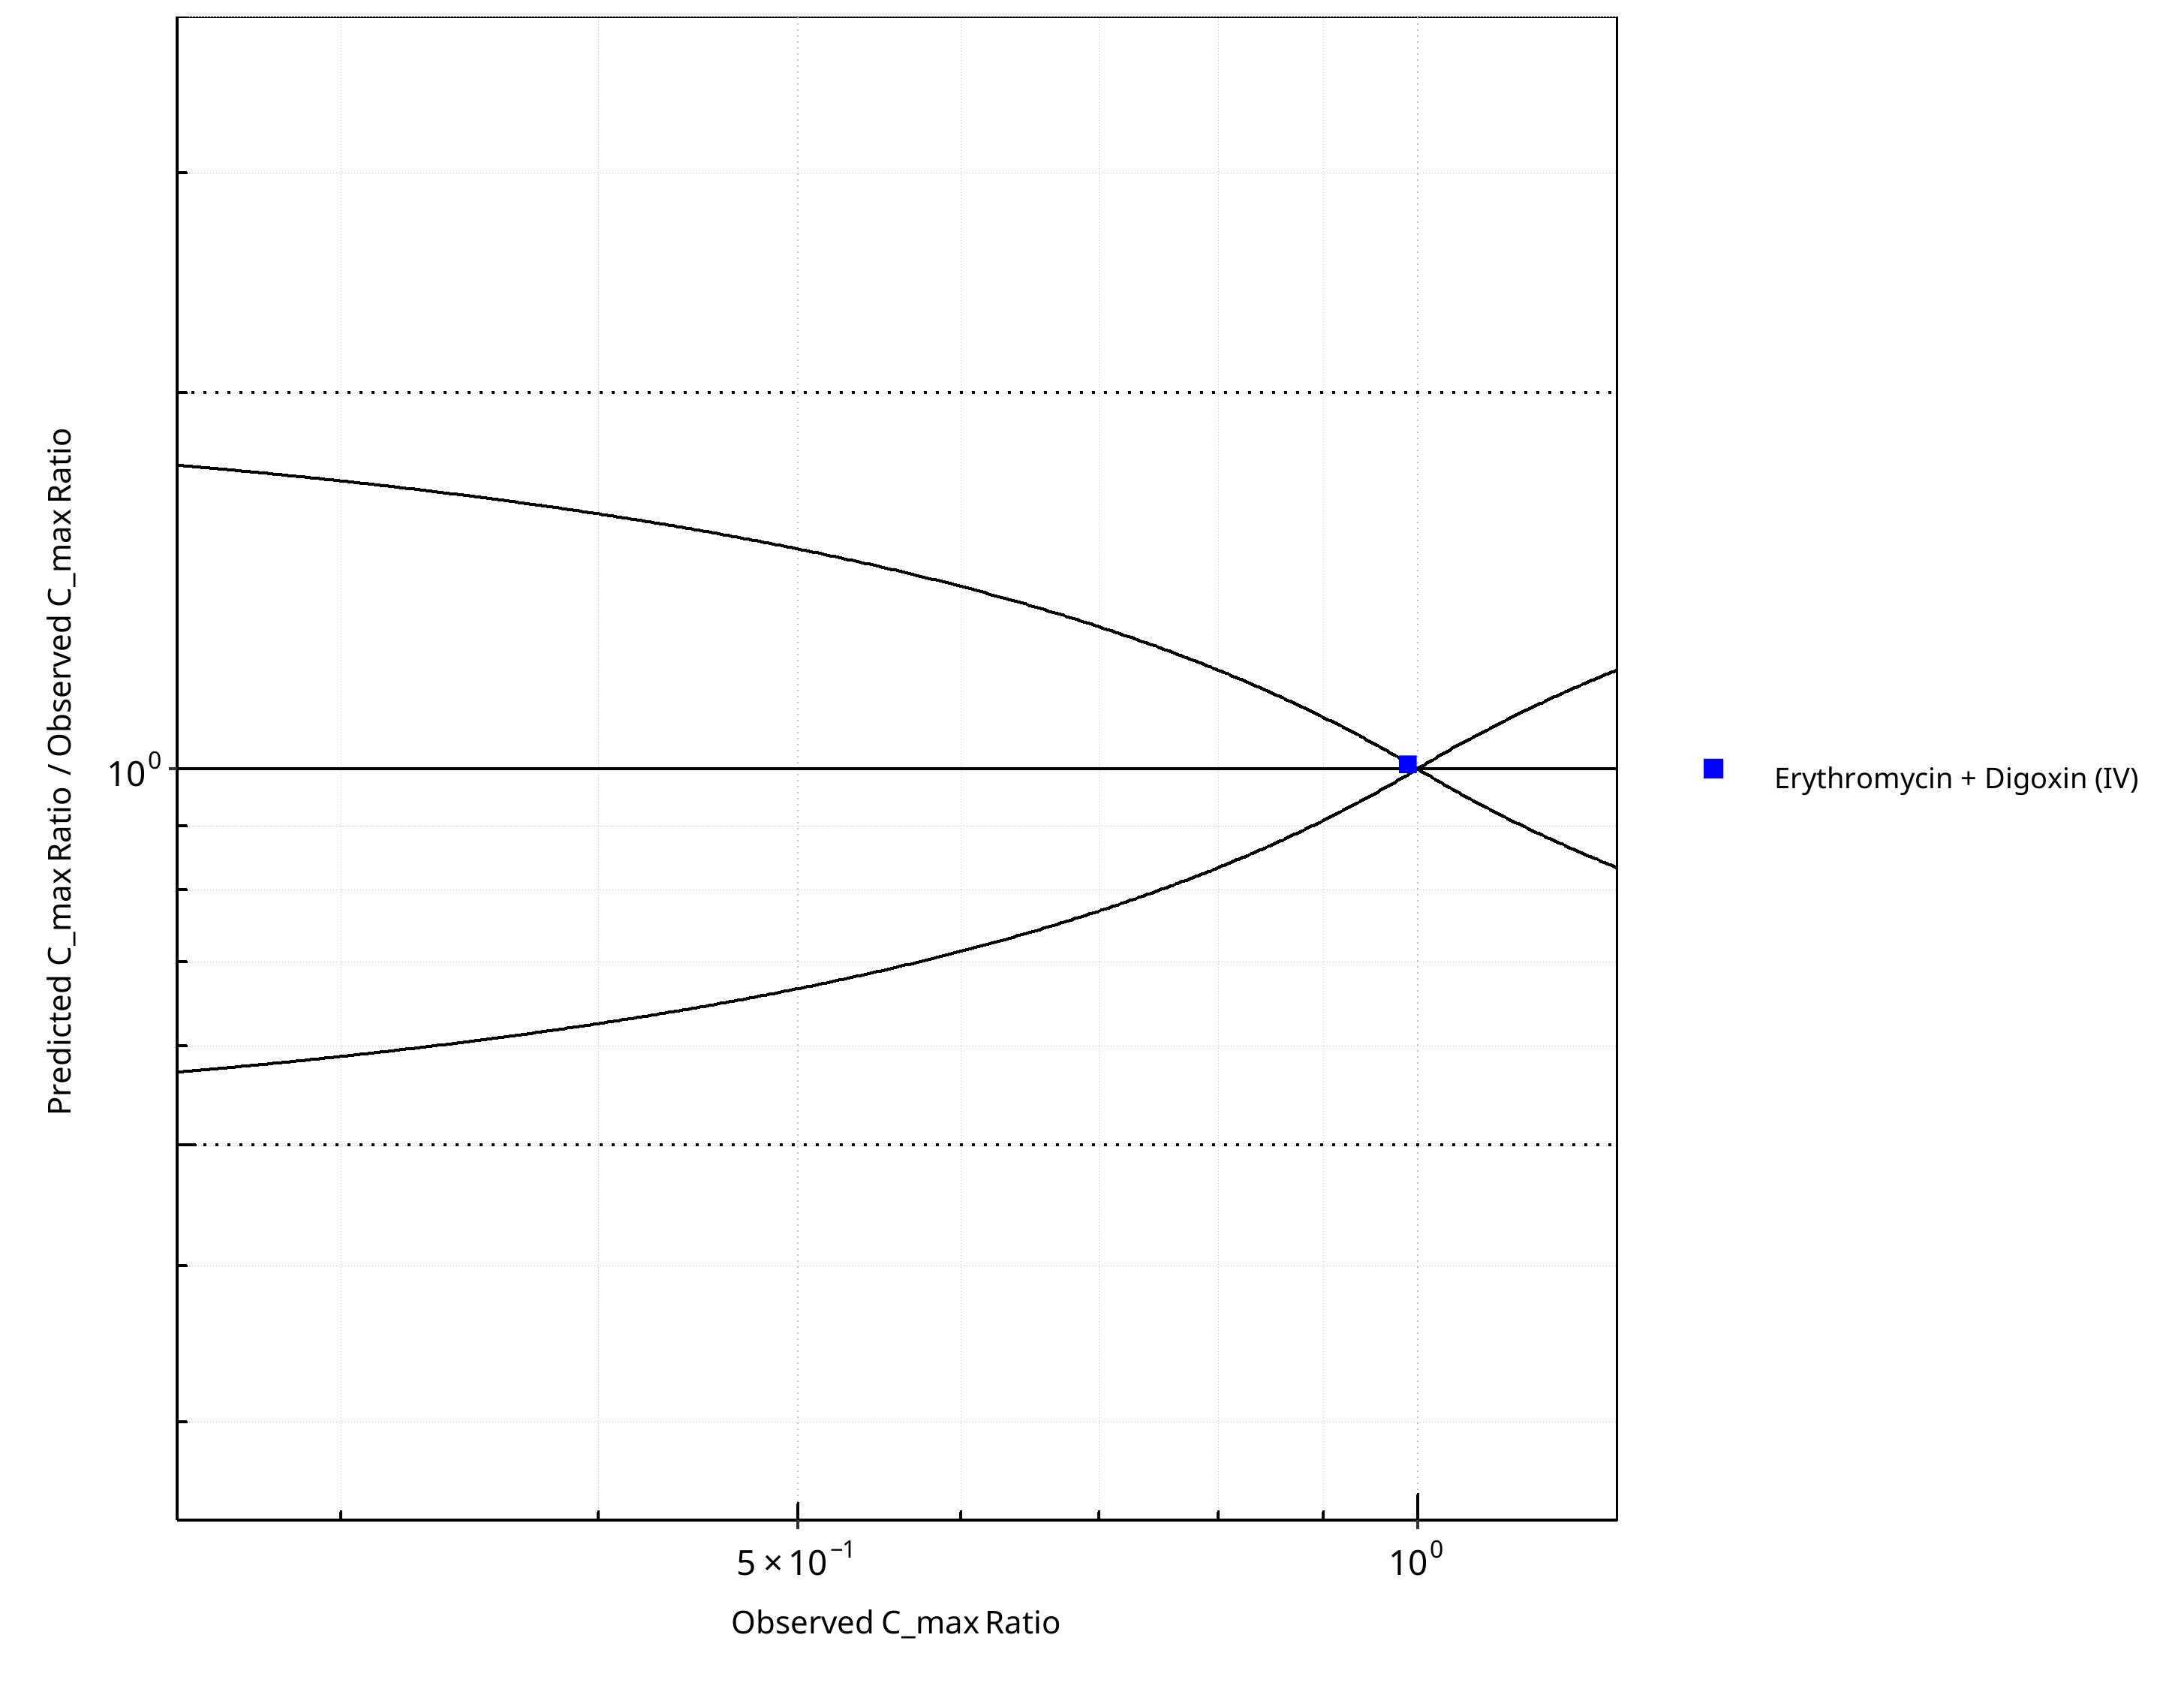 Predicted C_max Ratio / Observed C_max Ratio
10⁰
5 × 10⁻¹
10⁰
Observed C_max Ratio
Erythromycin + Digoxin (IV)